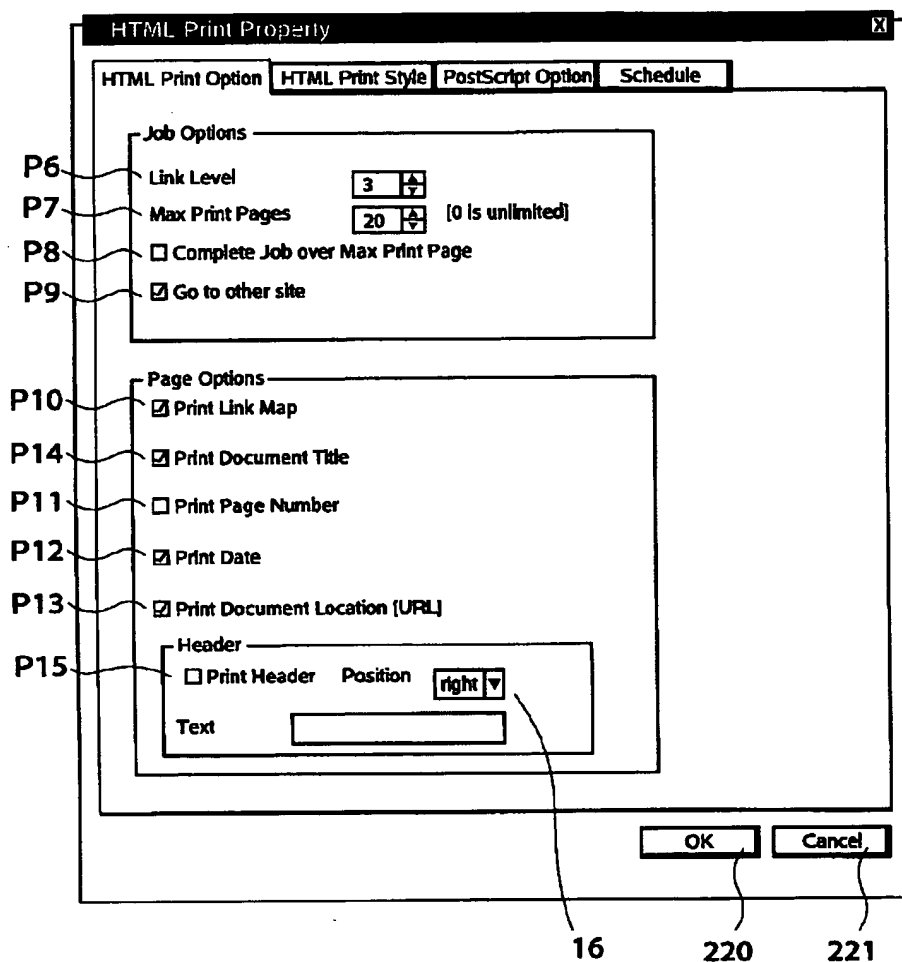 HTML Print Property X
HTML Print Option HTML Print Style PostScript Option Schedule
Job Options
P6 Link Level 3
P7 Max Print Pages 20 [0 is unlimited]
P8 Complete Job over Max Print Page
P9 Go to other site
Page Options
P10 Print Link Map
P14 Print Document Title
P11 Print Page Number
P12 Print Date
P13 Print Document Location [URL]
Header
P15 Print Header Position right
Text
OK Cancel
16 220 221